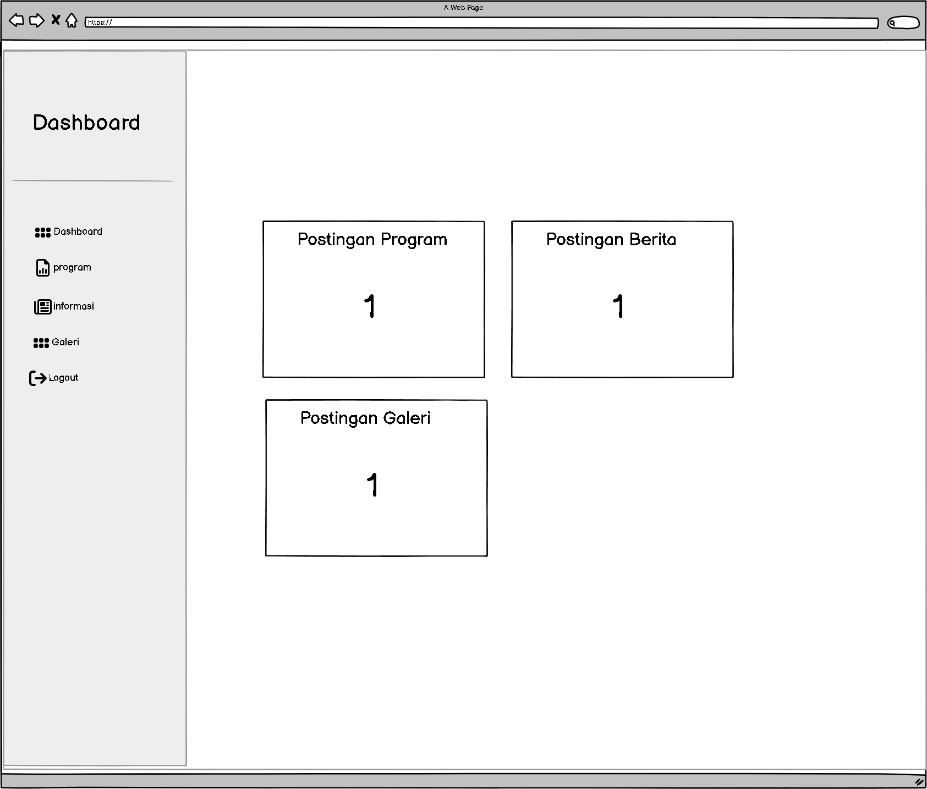 A Web Page
https://
Dashboard
Dashboard
program
informasi
Galeri
Logout
Postingan Program
1
Postingan Berita
1
Postingan Galeri
1